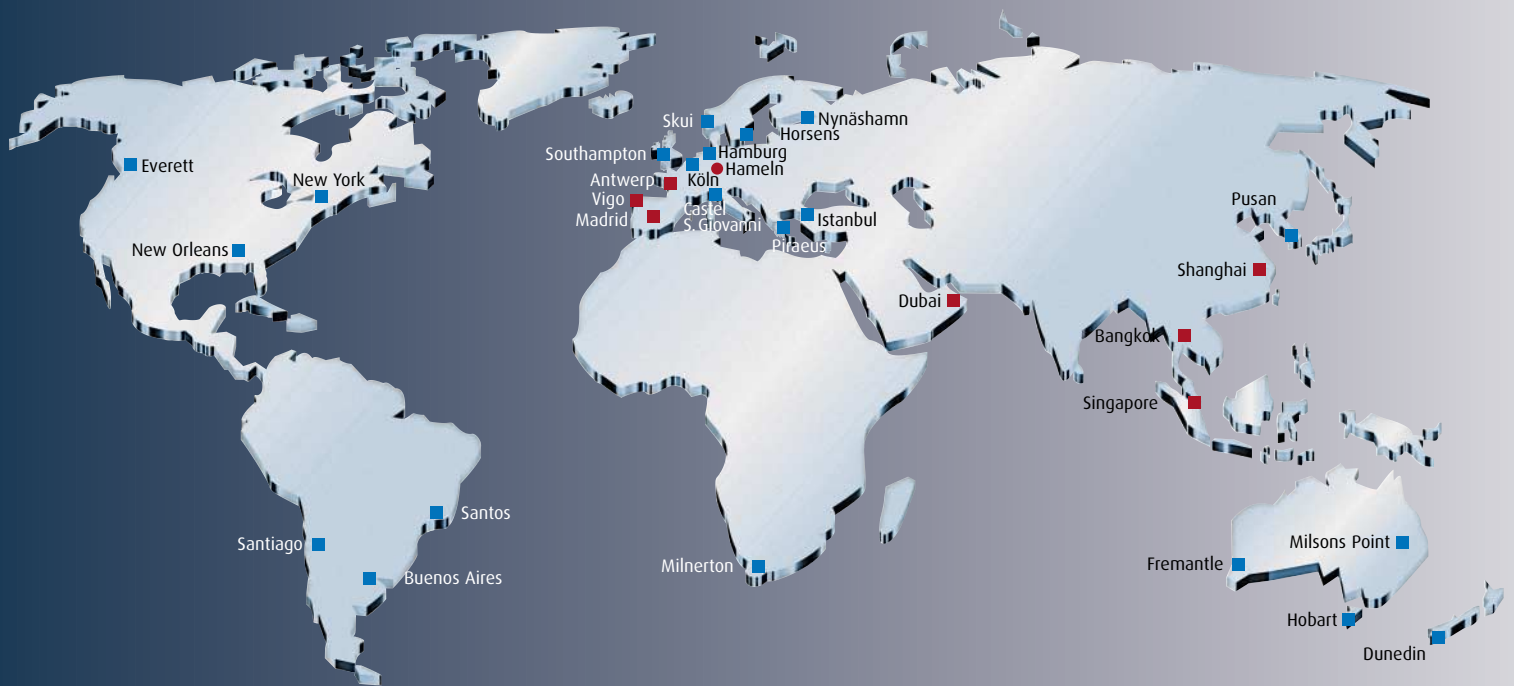 Skui
Nynäshamn
Horsens
Southampton
Hamburg
Everett
Hameln
New York
Antwerp
Köln
Vigo
Castel
S. Giovanni
Madrid
Istanbul
Pusan
Piraeus
New Orleans
Shanghai
Dubai
Bangkok
Singapore
Santos
Santiago
Milsons Point
Buenos Aires
Milnerton
Fremantle
Hobart
Dunedin